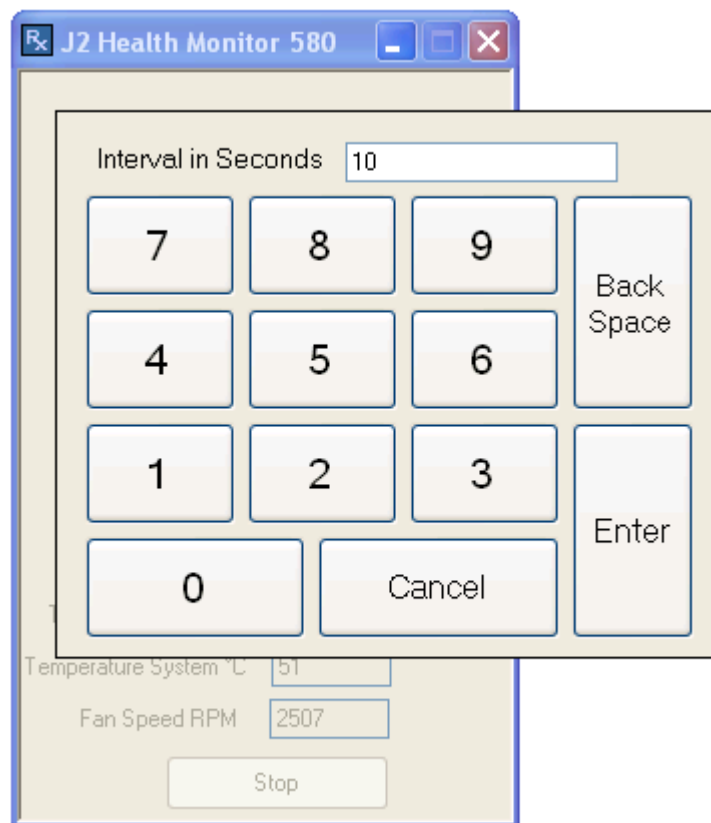 J2 Health Monitor 580
Interval in Seconds 10
7 8 9 Back Space
4 5 6
1 2 3 Enter
0 Cancel
Temperature System °C 51
Fan Speed RPM 2507
Stop